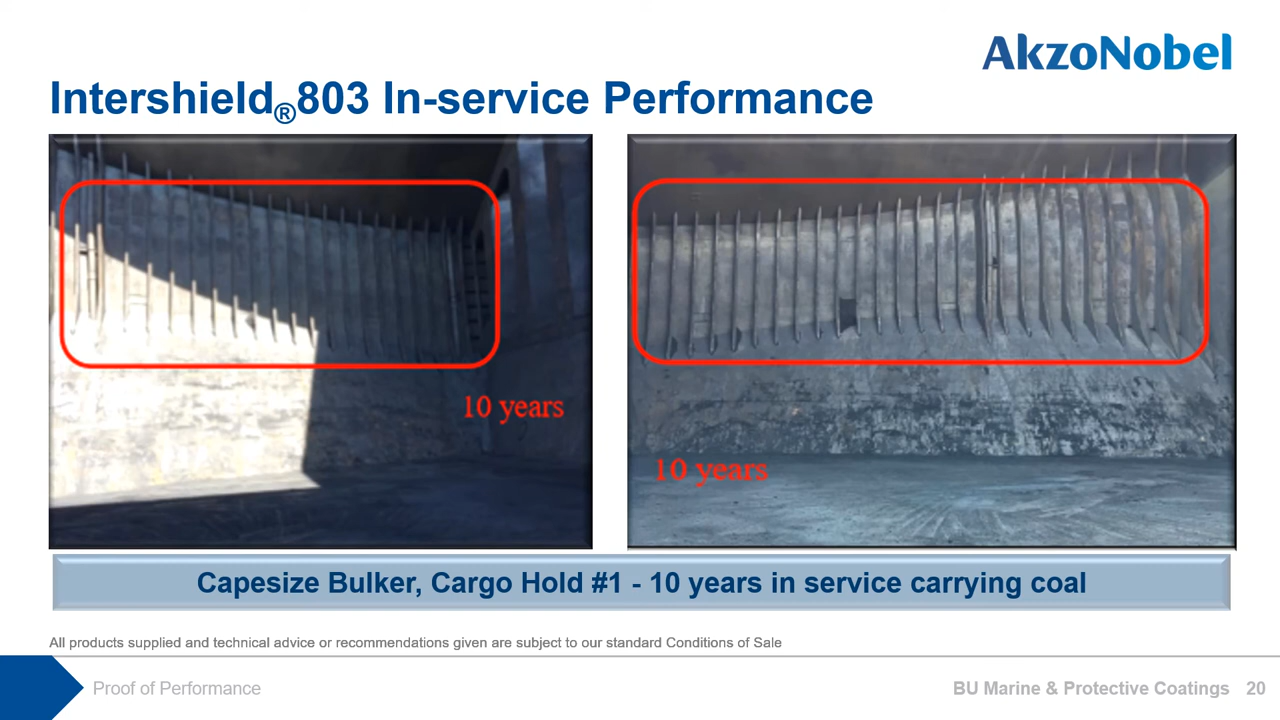 AkzoNobel
Intershield®803 In-service Performance
10 years
10 years
Capesize Bulker, Cargo Hold #1 - 10 years in service carrying coal
All products supplied and technical advice or recommendations given are subject to our standard Conditions of Sale
Proof of Performance
BU Marine & Protective Coatings 20